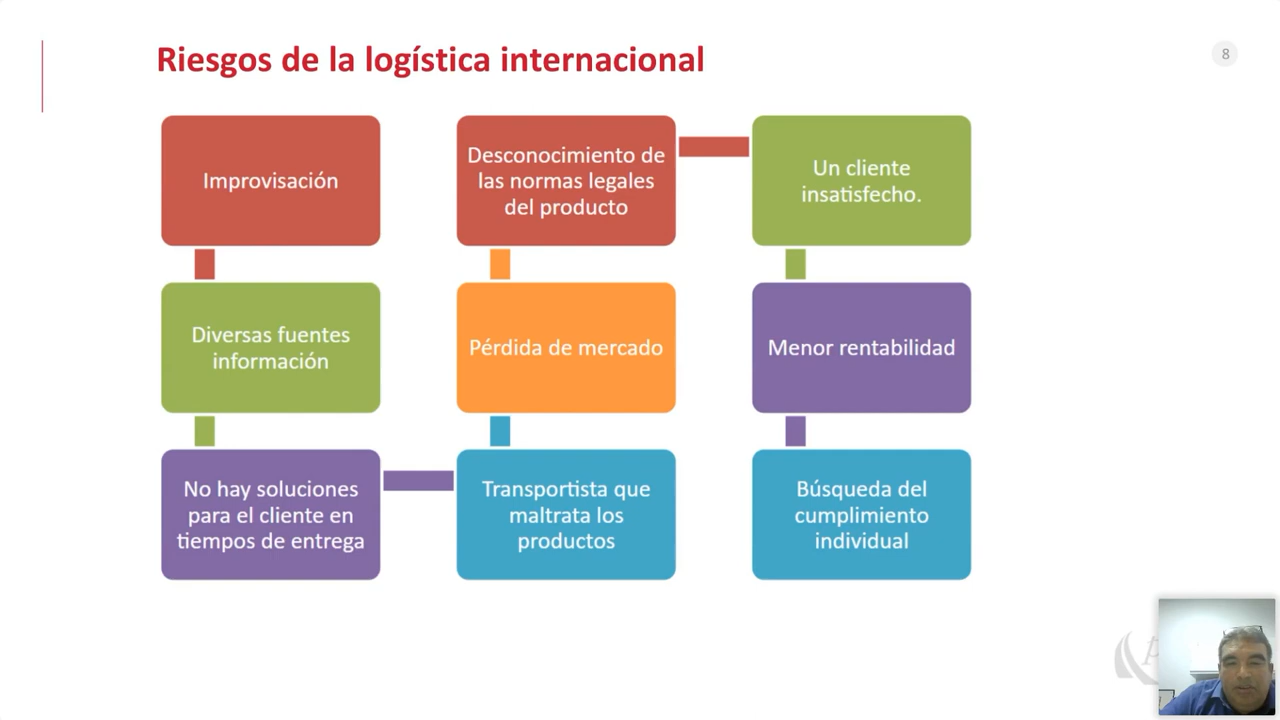 Riesgos de la logística internacional
8
Improvisación
Diversas fuentes
información
No hay soluciones
para el cliente en
tiempos de entrega
Transportista que
maltrata los
productos
Pérdida de mercado
Desconocimiento de
las normas legales
del producto
Un cliente
insatisfecho.
Menor rentabilidad
Búsqueda del
cumplimiento
individual